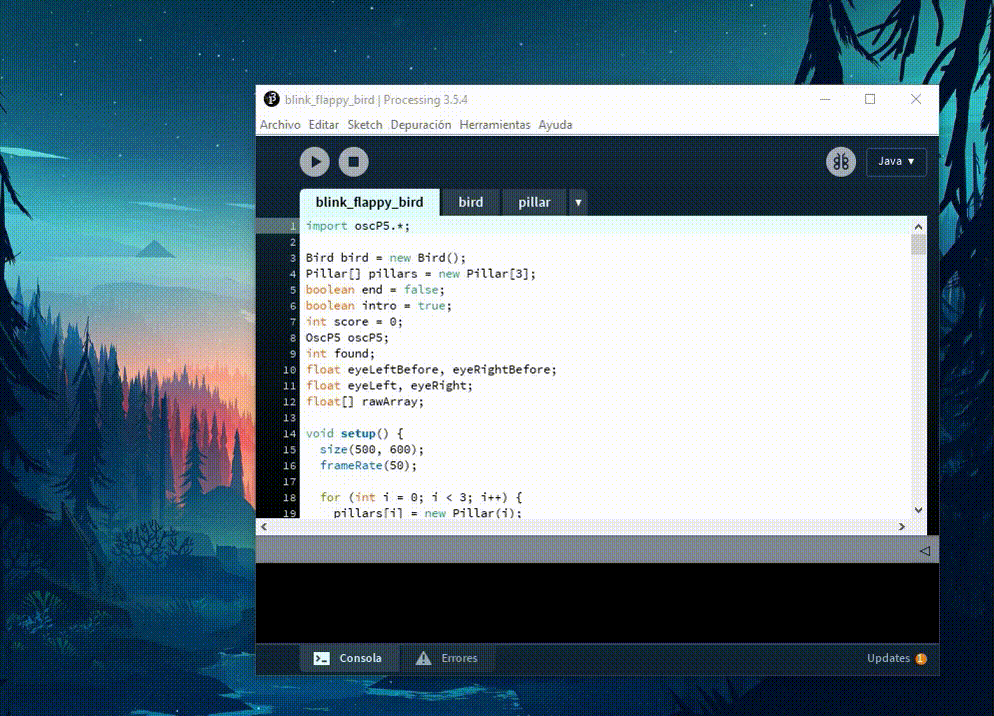 blink_flappy_bird | Processing 3.5.4
Archivo Editar Sketch Depuración Herramientas Ayuda
Java ▾
blink_flappy_bird bird pillar ▾
1 import oscP5.*;
2
3 Bird bird = new Bird();
4 Pillar[] pillars = new Pillar[3];
5 boolean end = false;
6 boolean intro = true;
7 int score = 0;
8 OscP5 oscP5;
9 int found;
10 float eyeLeftBefore, eyeRightBefore;
11 float eyeLeft, eyeRight;
12 float[] rawArray;
13
14 void setup() {
15   size(500, 600);
16   frameRate(50);
17
18   for (int i = 0; i < 3; i++) {
19     pillars[i] = new Pillar(i);
Consola Errores Updates 1